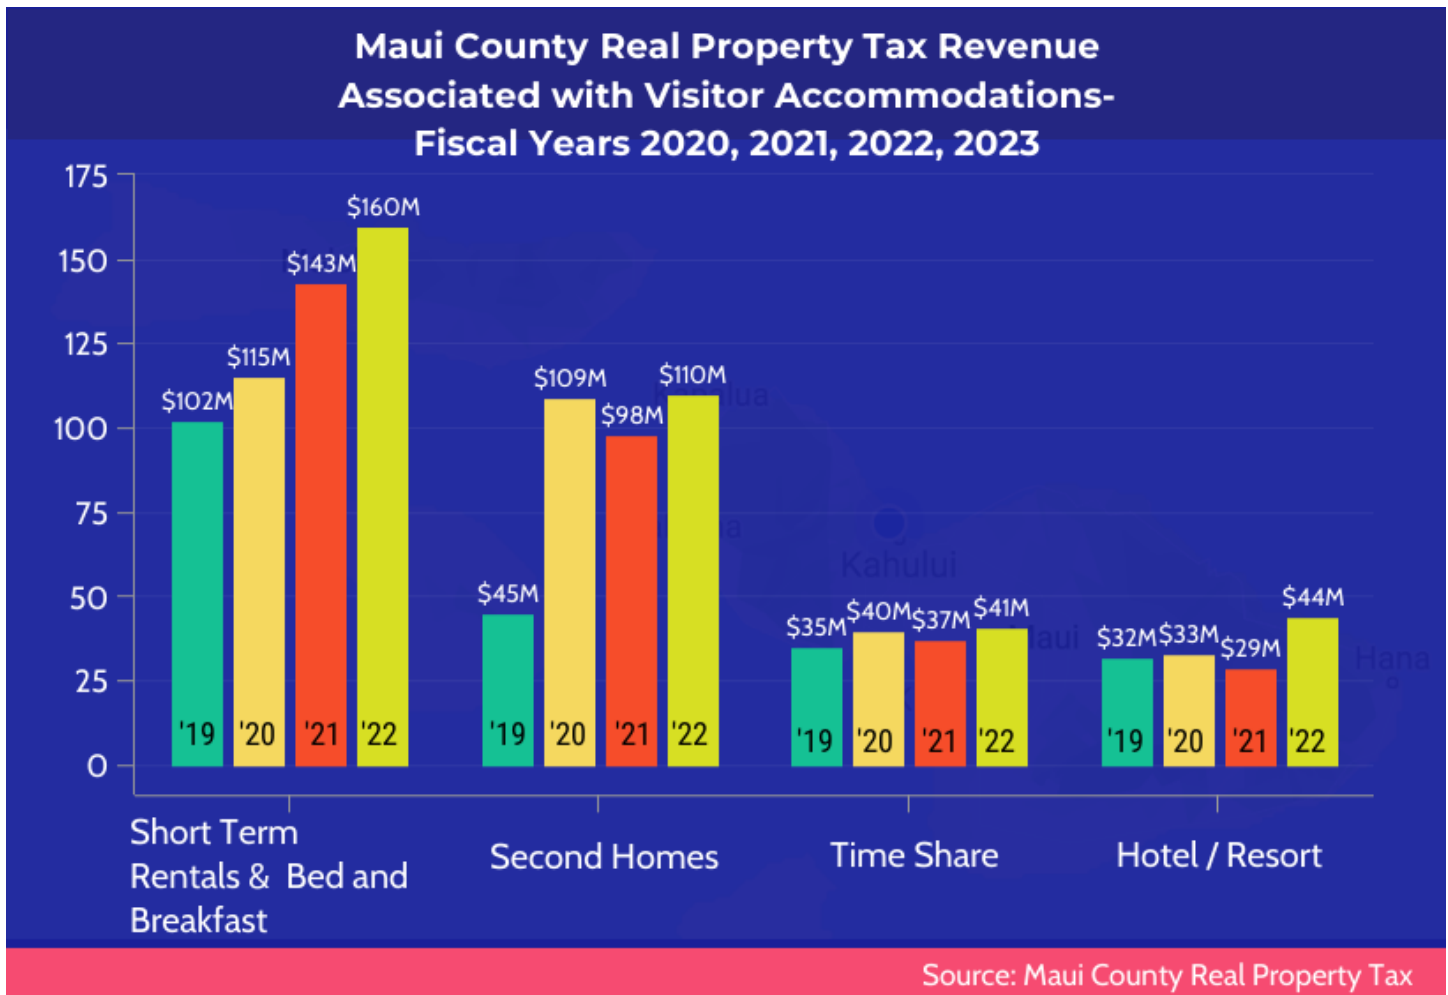 Maui County Real Property Tax Revenue
Associated with Visitor Accommodations-
Fiscal Years 2020, 2021, 2022, 2023
175
150
125
100
75
50
25
0
$102M
$115M
$143M
$160M
'19
'20
'21
'22
$45M
$109M
$98M
$110M
'19
'20
'21
'22
$35M
$40M
$37M
$41M
'19
'20
'21
'22
$32M
$33M
$29M
$44M
'19
'20
'21
'22
Kahului
Maui
Hana
Short Term
Rentals & Bed and
Breakfast
Second Homes
Time Share
Hotel / Resort
Source: Maui County Real Property Tax